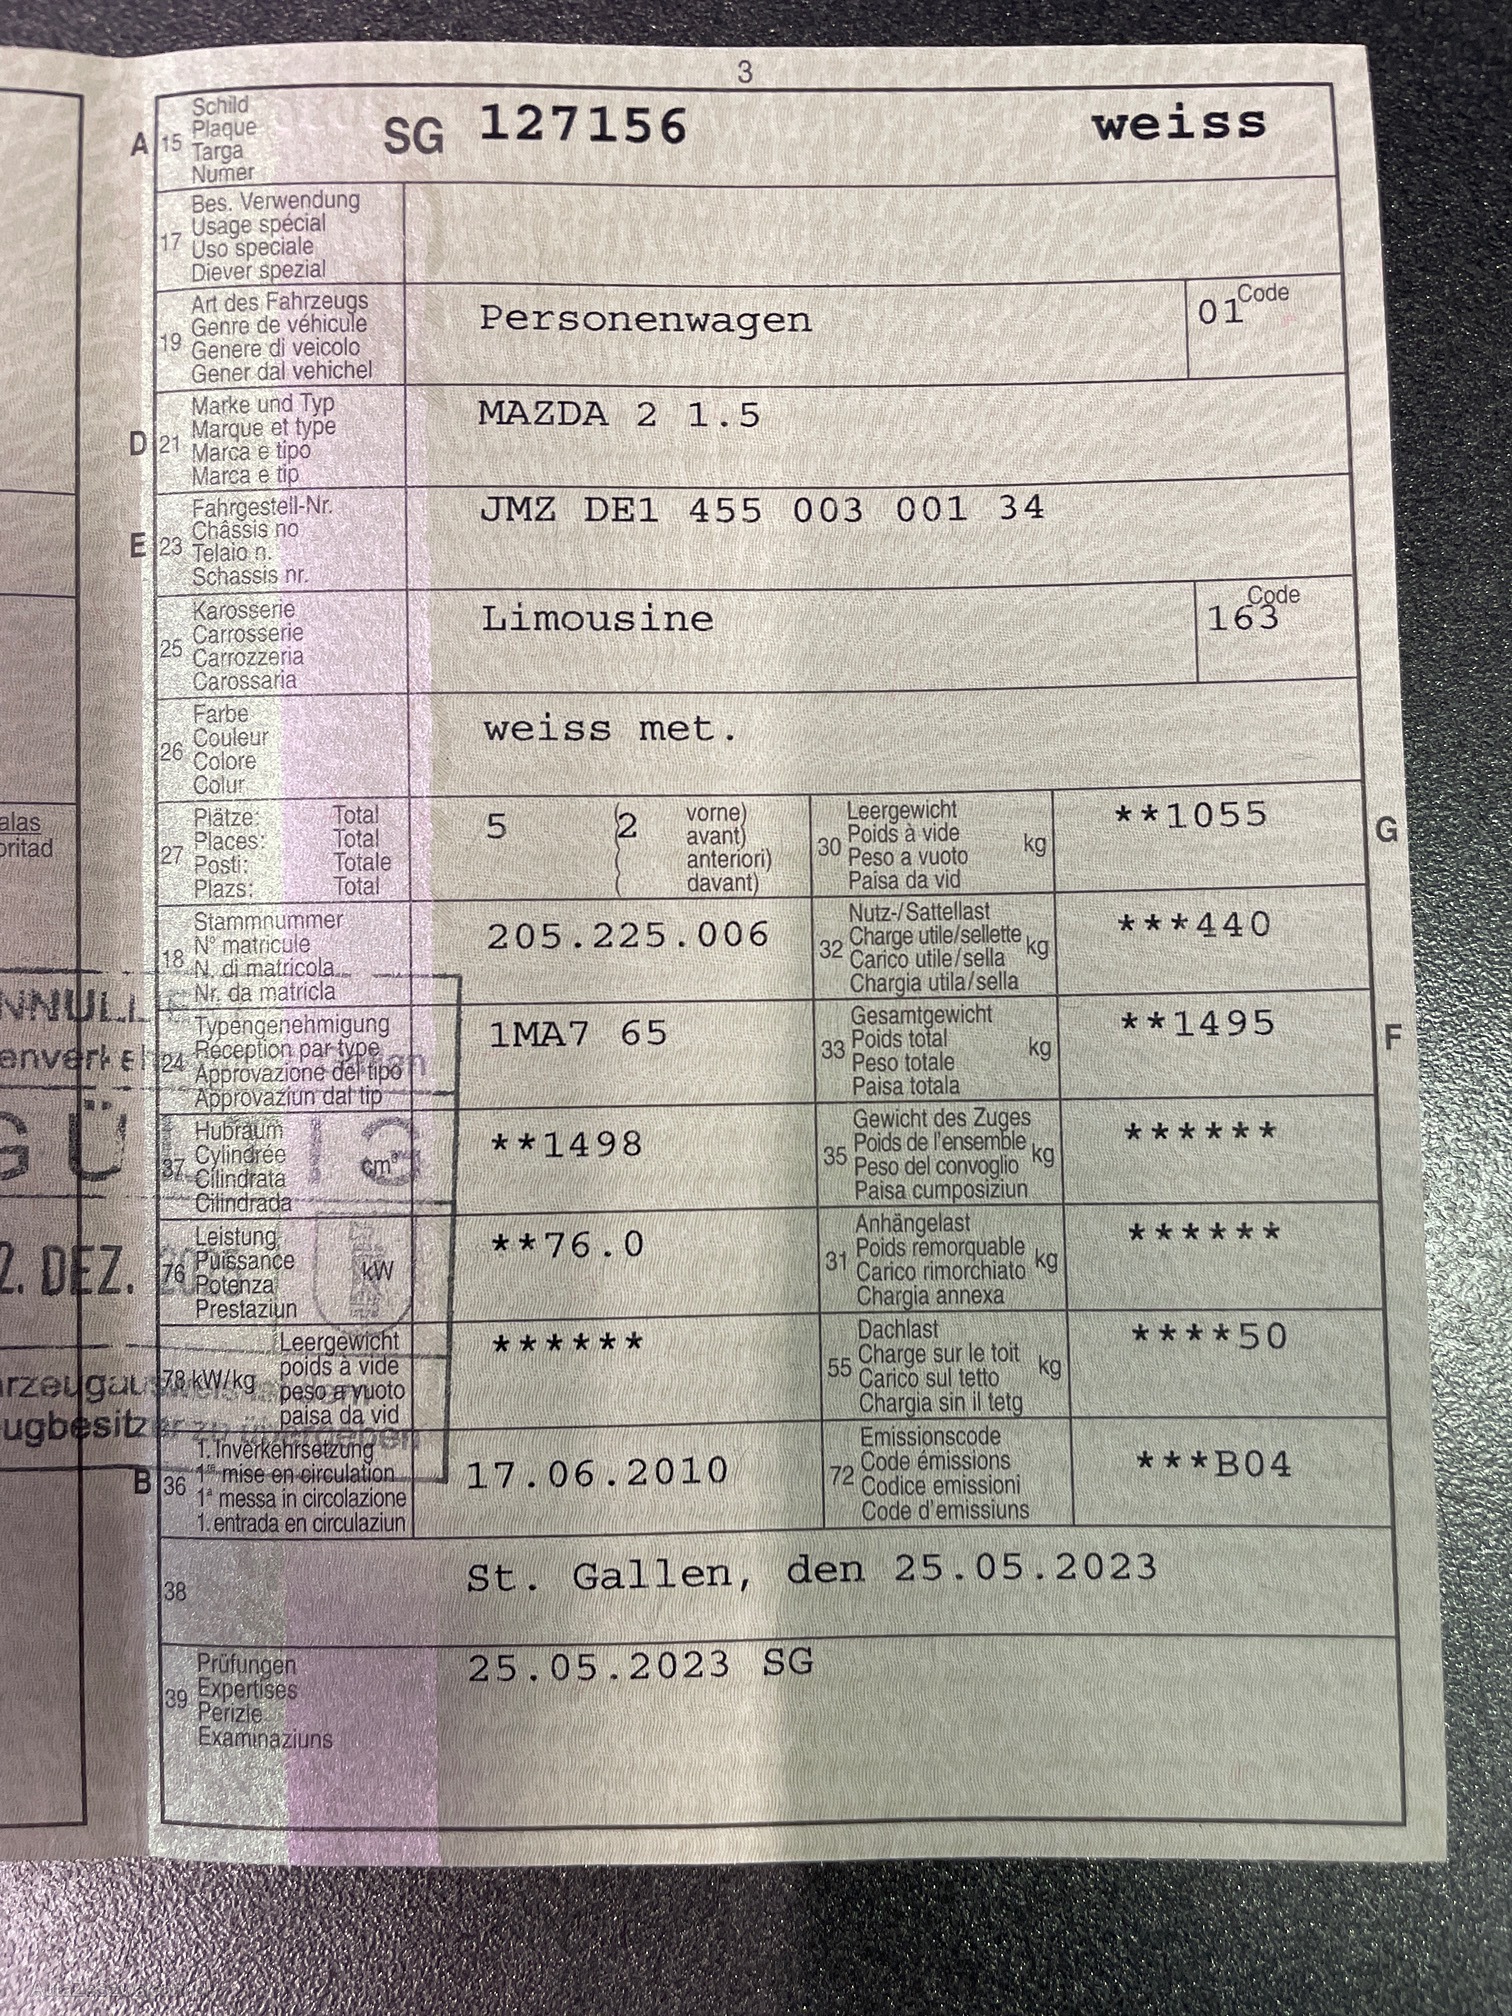 3
A 15 Schild
Plaque
Targa
Numer
SG 127156 weiss
17 Bes. Verwendung
Usage spécial
Uso speciale
Diever spezial
19 Art des Fahrzeugs
Genre de véhicule
Genere di veicolo
Gener dal vehichel
Personenwagen
01 Code
D 21 Marke und Typ
Marque et type
Marca e tipo
Marca e tip
MAZDA 2 1.5
E 23 Fahrgestell-Nr.
Châssis no
Telaio n.
Schassis nr.
JMZ DE1 455 003 001 34
25 Karosserie
Carrosserie
Carrozzeria
Carossaria
Limousine
Code
163
26 Farbe
Couleur
Colore
Colur
weiss met.
27 Plätze: Total
Places: Total
Posti: Totale
Plazs: Total
5 (2 vorne)
avant)
( anteriori)
( davant)
30 Leergewicht
Poids à vide
Peso a vuoto
Paisa da vid
kg
**1055
G
18 Stammnummer
N° matricule
N. di matricola
Nr. da matricla
205.225.006
32 Nutz-/Sattellast
Charge utile/sellette
Carico utile/sella
Chargia utila/sella
kg
***440
24 Typengenehmigung
Réception par type
Approvazione del tipo
Approvaziun dal tip
1MA7 65
33 Gesamtgewicht
Poids total
Peso totale
Paisa totala
kg
**1495
F
37 Hubraum
Cylindrée
Cilindrata
Cilindrada
cm³
**1498
35 Gewicht des Zuges
Poids de l'ensemble
Peso del convoglio
Paisa cumposiziun
kg
******
76 Leistung
Puissance
Potenza
Prestaziun
kW
**76.0
31 Anhängelast
Poids remorquable
Carico rimorchiato
Chargia annexa
kg
******
78 kW/kg Leergewicht
poids à vide
peso a vuoto
paisa da vid
******
55 Dachlast
Charge sur le toit
Carico sul tetto
Chargia sin il tetg
kg
****50
B 36 1. Inverkehrsetzung
1re mise en circulation
1a messa in circolazione
1. entrada en circulaziun
17.06.2010
72 Emissionscode
Code émissions
Codice emissioni
Code d'emissiuns
***B04
38
St. Gallen, den 25.05.2023
39 Prüfungen
Expertises
Perizie
Examinaziuns
25.05.2023 SG
alas
oritad
NNULL
enverk
GÜ
2. DEZ.
rzeugaus
ugbesitzer zu übergeben